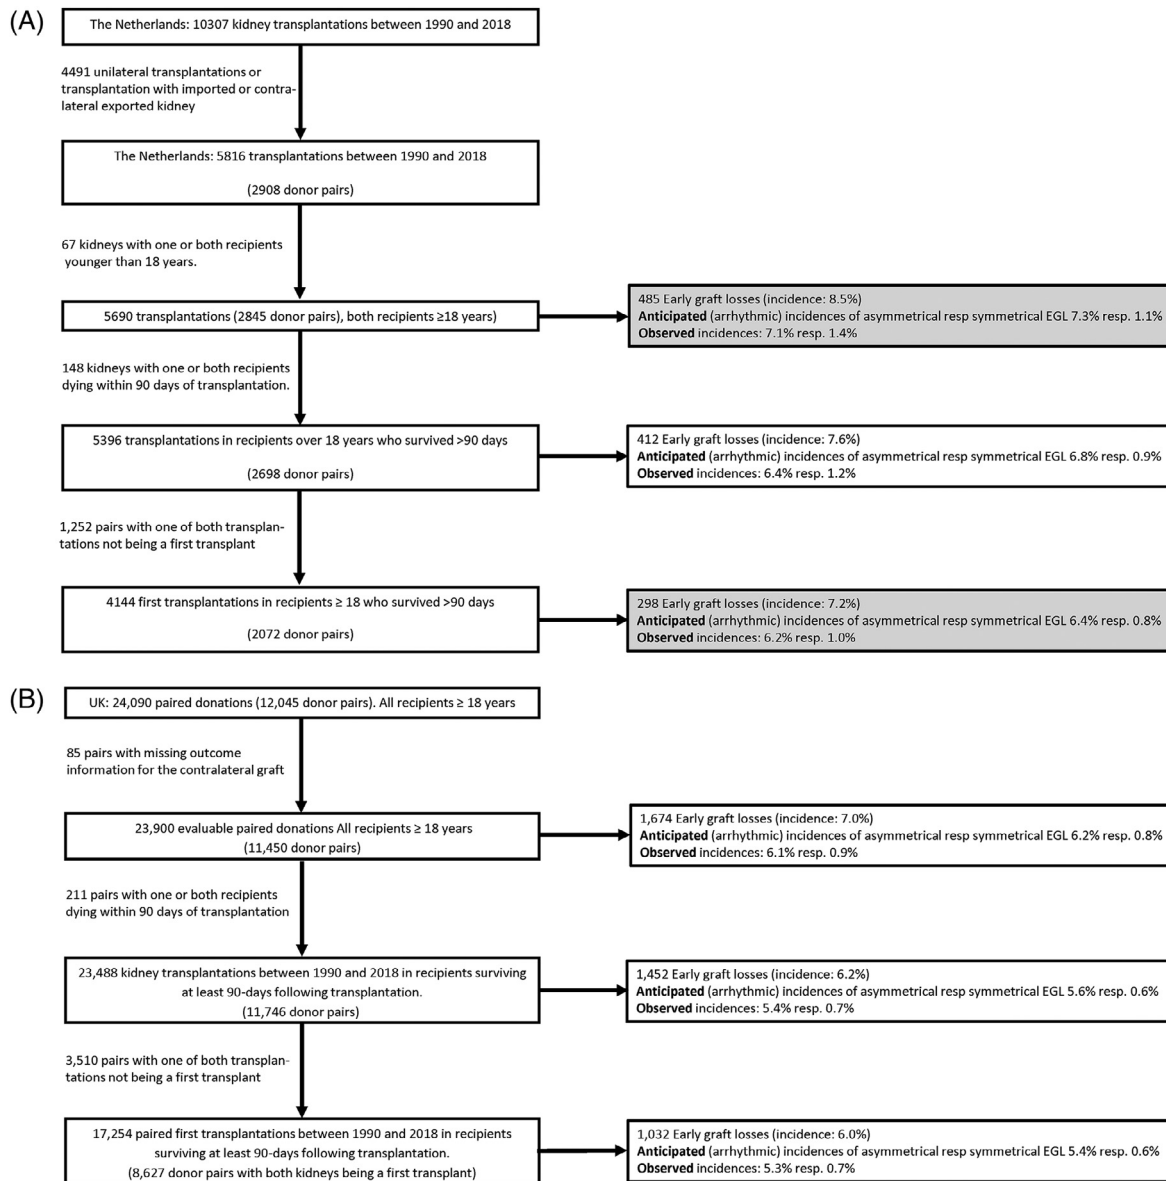 (A)
The Netherlands: 10307 kidney transplantations between 1990 and 2018
4491 unilateral transplantations or
transplantation with imported or contra-
lateral exported kidney
The Netherlands: 5816 transplantations between 1990 and 2018
(2908 donor pairs)
67 kidneys with one or both recipients
younger than 18 years.
5690 transplantations (2845 donor pairs), both recipients ≥18 years)
485 Early graft losses (incidence: 8.5%)
Anticipated (arrhythmic) incidences of asymmetrical resp symmetrical EGL 7.3% resp. 1.1%
Observed incidences: 7.1% resp. 1.4%
148 kidneys with one or both recipients
dying within 90 days of transplantation.
5396 transplantations in recipients over 18 years who survived >90 days
(2698 donor pairs)
412 Early graft losses (incidence: 7.6%)
Anticipated (arrhythmic) incidences of asymmetrical resp symmetrical EGL 6.8% resp. 0.9%
Observed incidences: 6.4% resp. 1.2%
1,252 pairs with one of both transplan-
tations not being a first transplant
4144 first transplantations in recipients ≥ 18 who survived >90 days
(2072 donor pairs)
298 Early graft losses (incidence: 7.2%)
Anticipated (arrhythmic) incidences of asymmetrical resp symmetrical EGL 6.4% resp. 0.8%
Observed incidences: 6.2% resp. 1.0%
(B)
UK: 24,090 paired donations (12,045 donor pairs). All recipients ≥ 18 years
85 pairs with missing outcome
information for the contralateral graft
23,900 evaluable paired donations All recipients ≥ 18 years
(11,450 donor pairs)
1,674 Early graft losses (incidence: 7.0%)
Anticipated (arrhythmic) incidences of asymmetrical resp symmetrical EGL 6.2% resp. 0.8%
Observed incidences: 6.1% resp. 0.9%
211 pairs with one or both recipients
dying within 90 days of transplantation
23,488 kidney transplantations between 1990 and 2018 in recipients surviving
at least 90-days following transplantation.
(11,746 donor pairs)
1,452 Early graft losses (incidence: 6.2%)
Anticipated (arrhythmic) incidences of asymmetrical resp symmetrical EGL 5.6% resp. 0.6%
Observed incidences: 5.4% resp. 0.7%
3,510 pairs with one of both transplan-
tations not being a first transplant
17,254 paired first transplantations between 1990 and 2018 in recipients
surviving at least 90-days following transplantation.
(8,627 donor pairs with both kidneys being a first transplant)
1,032 Early graft losses (incidence: 6.0%)
Anticipated (arrhythmic) incidences of asymmetrical resp symmetrical EGL 5.4% resp. 0.6%
Observed incidences: 5.3% resp. 0.7%